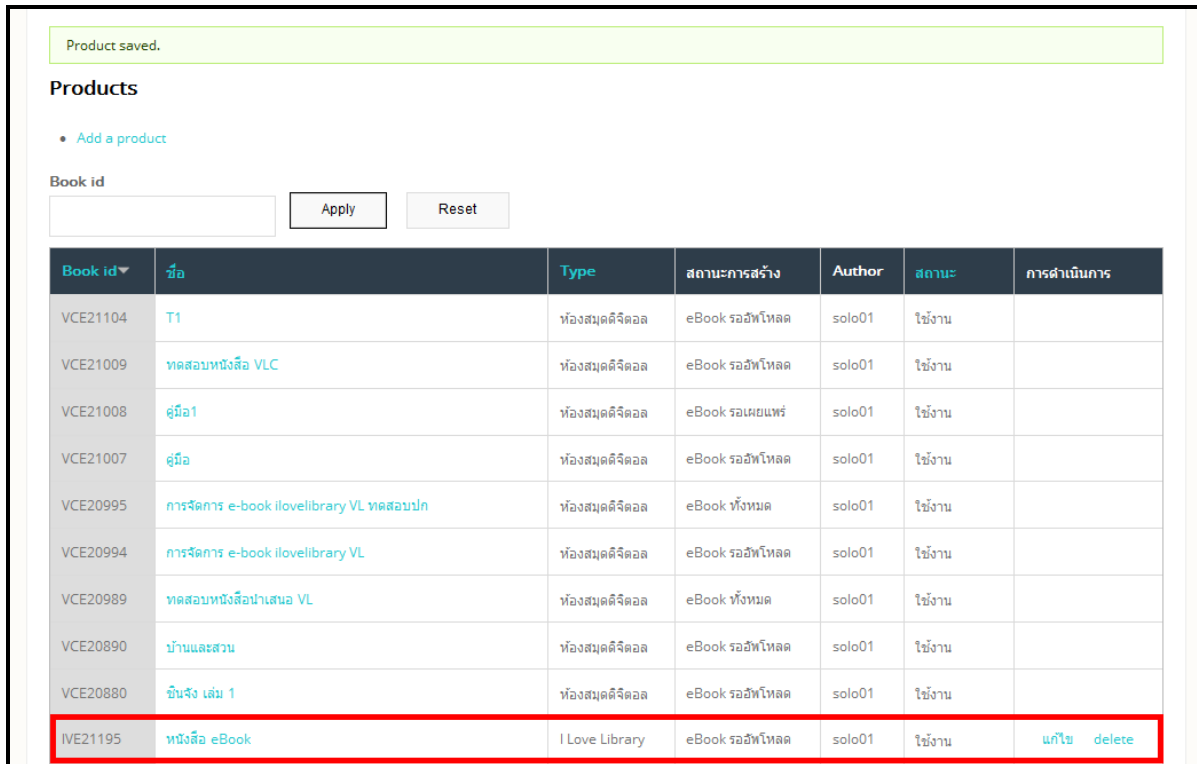 Product saved.
Products
Add a product
Book id
Apply Reset
Book id ชื่อ Type สถานะการสร้าง Author สถานะ การดำเนินการ
VCE21104 T1 ห้องสมุดดิจิตอล eBook รออัพโหลด solo01 ใช้งาน
VCE21009 ทดสอบหนังสือ VLC ห้องสมุดดิจิตอล eBook รออัพโหลด solo01 ใช้งาน
VCE21008 คู่มือ1 ห้องสมุดดิจิตอล eBook รอเผยแพร่ solo01 ใช้งาน
VCE21007 คู่มือ ห้องสมุดดิจิตอล eBook รออัพโหลด solo01 ใช้งาน
VCE20995 การจัดการ e-book ilovelibrary VL ทดสอบปก ห้องสมุดดิจิตอล eBook ทั้งหมด solo01 ใช้งาน
VCE20994 การจัดการ e-book ilovelibrary VL ห้องสมุดดิจิตอล eBook รออัพโหลด solo01 ใช้งาน
VCE20989 ทดสอบหนังสือนำเสนอ VL ห้องสมุดดิจิตอล eBook ทั้งหมด solo01 ใช้งาน
VCE20890 บ้านและสวน ห้องสมุดดิจิตอล eBook รออัพโหลด solo01 ใช้งาน
VCE20880 ชินจัง เล่ม 1 ห้องสมุดดิจิตอล eBook รออัพโหลด solo01 ใช้งาน
IVE21195 หนังสือ eBook I Love Library eBook รออัพโหลด solo01 ใช้งาน แก้ไข delete